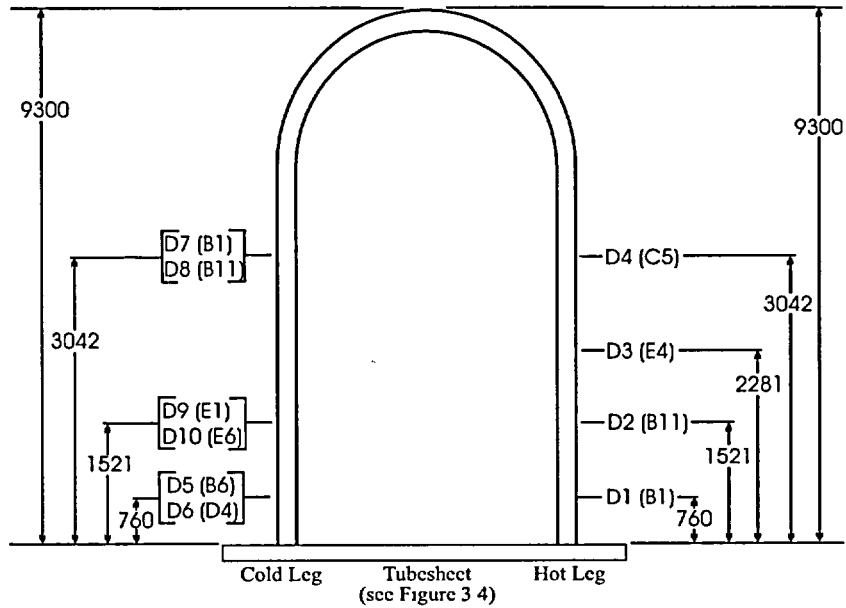 9300
9300
D7 (B1)
D8 (B11)
D4 (C5)
3042
3042
D3 (E4)
2281
D9 (E1)
D10 (E6)
D2 (B11)
1521
1521
D5 (B6)
D6 (D4)
D1 (B1)
760
760
Cold Leg Tubesheet Hot Leg
(see Figure 3 4)